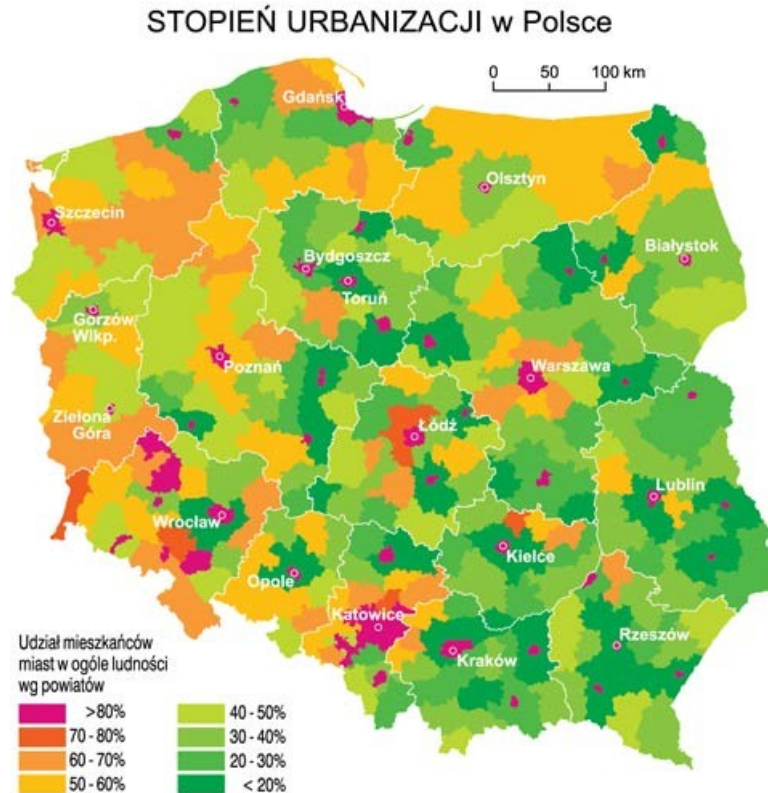 STOPIEŃ URBANIZACJI w Polsce
0 50 100 km
Gdańsk
Olsztyn
Szczecin
Białystok
Bydgoszcz
Toruń
Gorzów
Wlkp.
Poznań
Warszawa
Zielona
Góra
Łódź
Lublin
Wrocław
Kielce
Opole
Katowice
Rzeszów
Kraków
Udział mieszkańców
miast w ogóle ludności
wg powiatów
>80%
70 - 80%
60 - 70%
50 - 60%
40 - 50%
30 - 40%
20 - 30%
< 20%